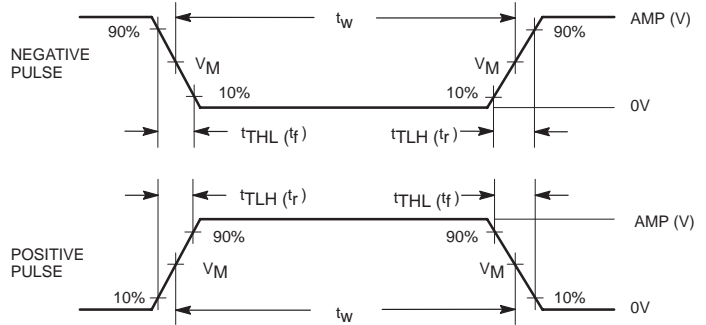 90%
tw
90%
AMP (V)
NEGATIVE
PULSE
VM
VM
10%
10%
0V
tTHL (tf)
tTLH (tr)
tTLH (tr)
tTHL (tf)
AMP (V)
90%
90%
POSITIVE
PULSE
VM
VM
10%
10%
tw
0V